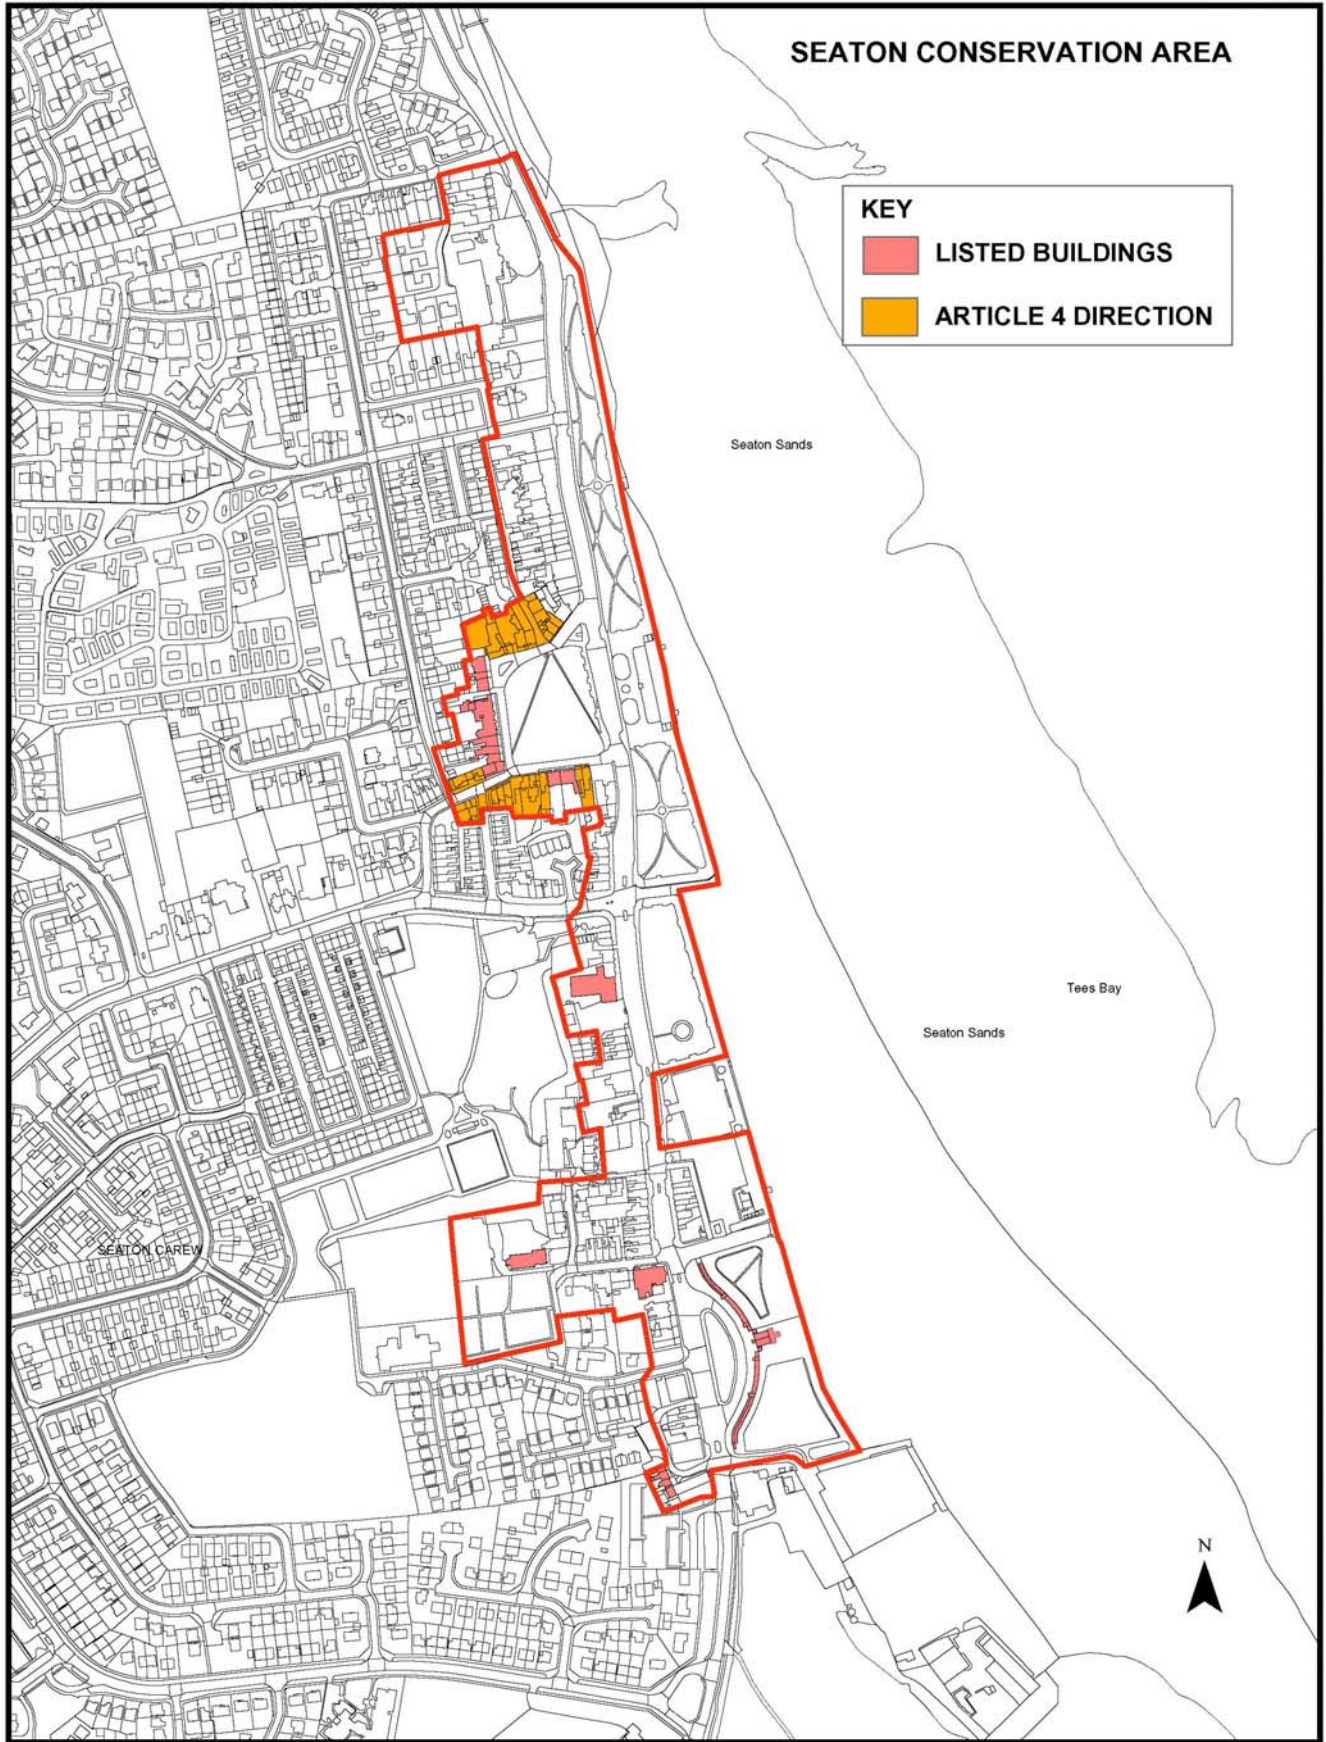 SEATON CONSERVATION AREA
KEY
LISTED BUILDINGS
ARTICLE 4 DIRECTION
Seaton Sands
Tees Bay
Seaton Sands
SEATON CAREW
N